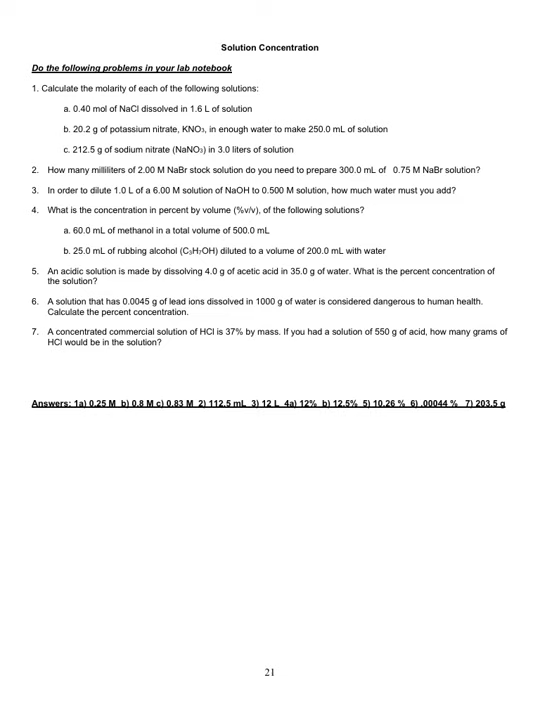 Solution Concentration
Do the following problems in your lab notebook
1. Calculate the molarity of each of the following solutions:
a. 0.40 mol of NaCl dissolved in 1.6 L of solution
b. 20.2 g of potassium nitrate, KNO3, in enough water to make 250.0 mL of solution
c. 212.5 g of sodium nitrate (NaNO3) in 3.0 liters of solution
2. How many milliliters of 2.00 M NaBr stock solution do you need to prepare 300.0 mL of 0.75 M NaBr solution?
3. In order to dilute 1.0 L of a 6.00 M solution of NaOH to 0.500 M solution, how much water must you add?
4. What is the concentration in percent by volume (%v/v), of the following solutions?
a. 60.0 mL of methanol in a total volume of 500.0 mL
b. 25.0 mL of rubbing alcohol (C3H7OH) diluted to a volume of 200.0 mL with water
5. An acidic solution is made by dissolving 4.0 g of acetic acid in 35.0 g of water. What is the percent concentration of
the solution?
6. A solution that has 0.0045 g of lead ions dissolved in 1000 g of water is considered dangerous to human health.
Calculate the percent concentration.
7. A concentrated commercial solution of HCl is 37% by mass. If you had a solution of 550 g of acid, how many grams of
HCl would be in the solution?
Answers: 1a) 0.25 M b) 0.8 M c) 0.83 M 2) 112.5 mL 3) 12 L 4a) 12% b) 12.5% 5) 10.26 % 6) .00044 % 7) 203.5 g
21